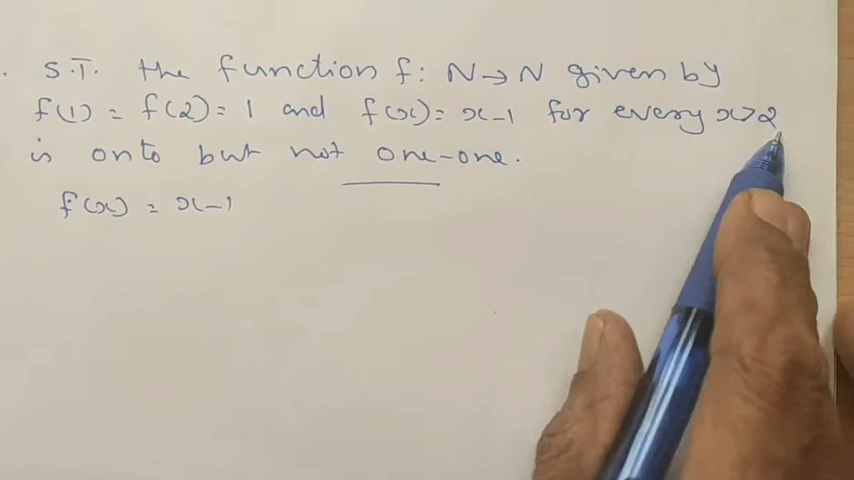 . S.T. the function f: N→N given by
f(1) = f(2) = 1 and f(x) = x-1 for every x>2
is onto but not one-one.
f(x) = x-1